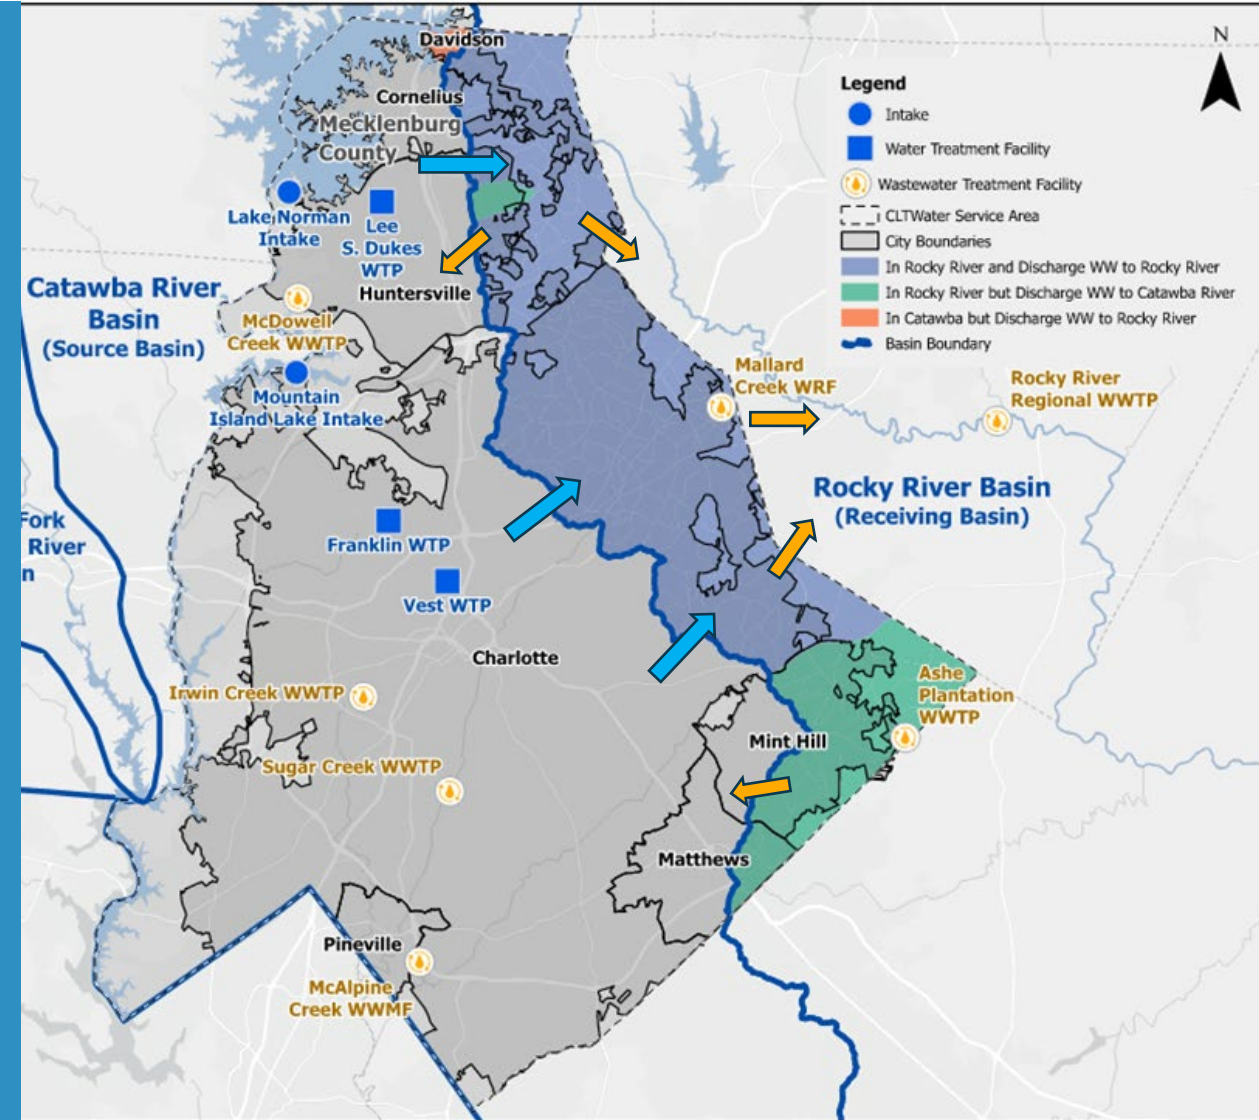 N
Davidson
Cornelius
Mecklenburg
County
Lake Norman
Intake
Lee
S. Dukes
WTP
Huntersville
Catawba River
Basin
(Source Basin)
McDowell
Creek WWTP
Mountain
Island Lake Intake
Legend
Intake
Water Treatment Facility
Wastewater Treatment Facility
CLTWater Service Area
City Boundaries
In Rocky River and Discharge WW to Rocky River
In Rocky River but Discharge WW to Catawba River
In Catawba but Discharge WW to Rocky River
Basin Boundary
Mallard
Creek WRF
Rocky River
Regional WWTP
Rocky River Basin
(Receiving Basin)
Fork
River
n
Franklin WTP
Vest WTP
Charlotte
Irwin Creek WWTP
Sugar Creek WWTP
Ashe
Plantation
WWTP
Mint Hill
Matthews
Pineville
McAlpine
Creek WWMF